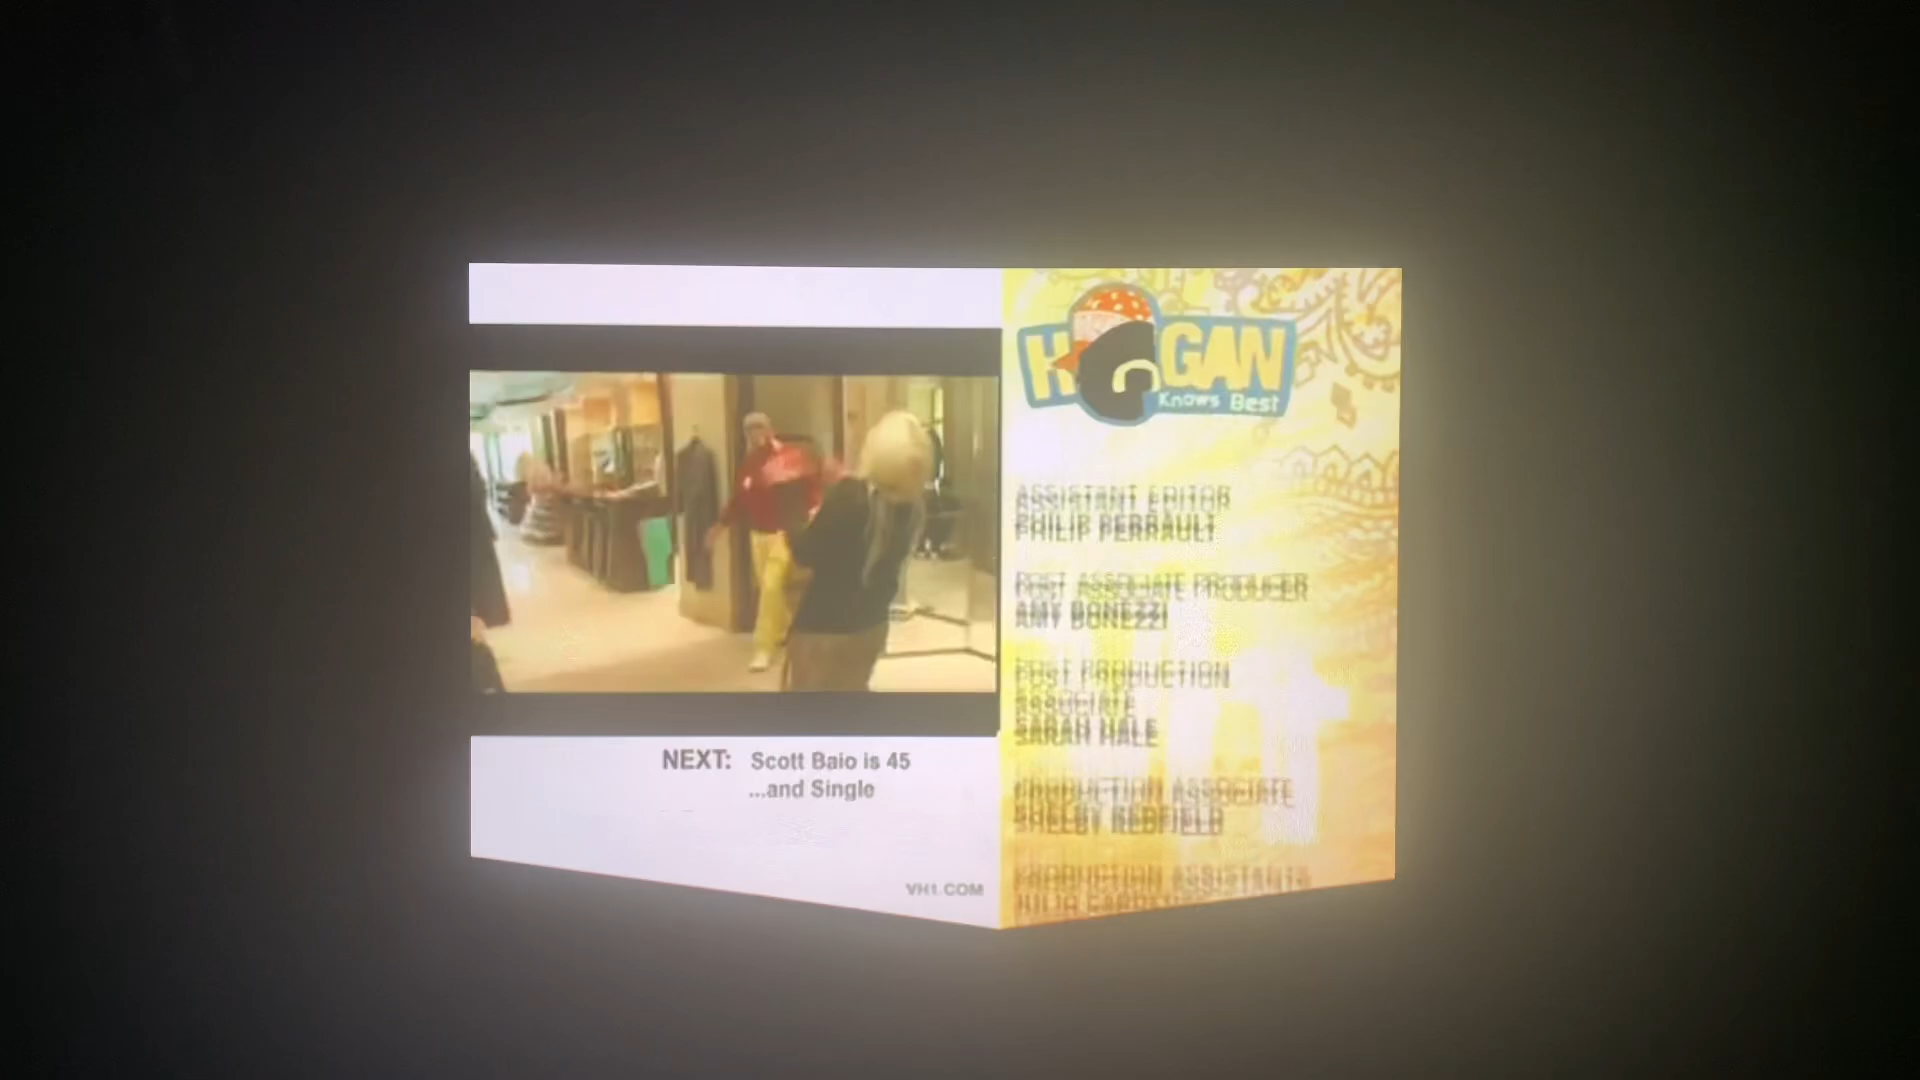 HOGAN
Knows Best
ASSISTANT EDITOR
PHILIP PERRAULT
POST ASSOCIATE PRODUCER
AMY BONEZZI
POST PRODUCTION
ASSOCIATE
SARAH HALE
PRODUCTION ASSOCIATE
SHELBY REDFIELD
PRODUCTION ASSISTANTS
NEXT: Scott Baio is 45
...and Single
VH1.COM